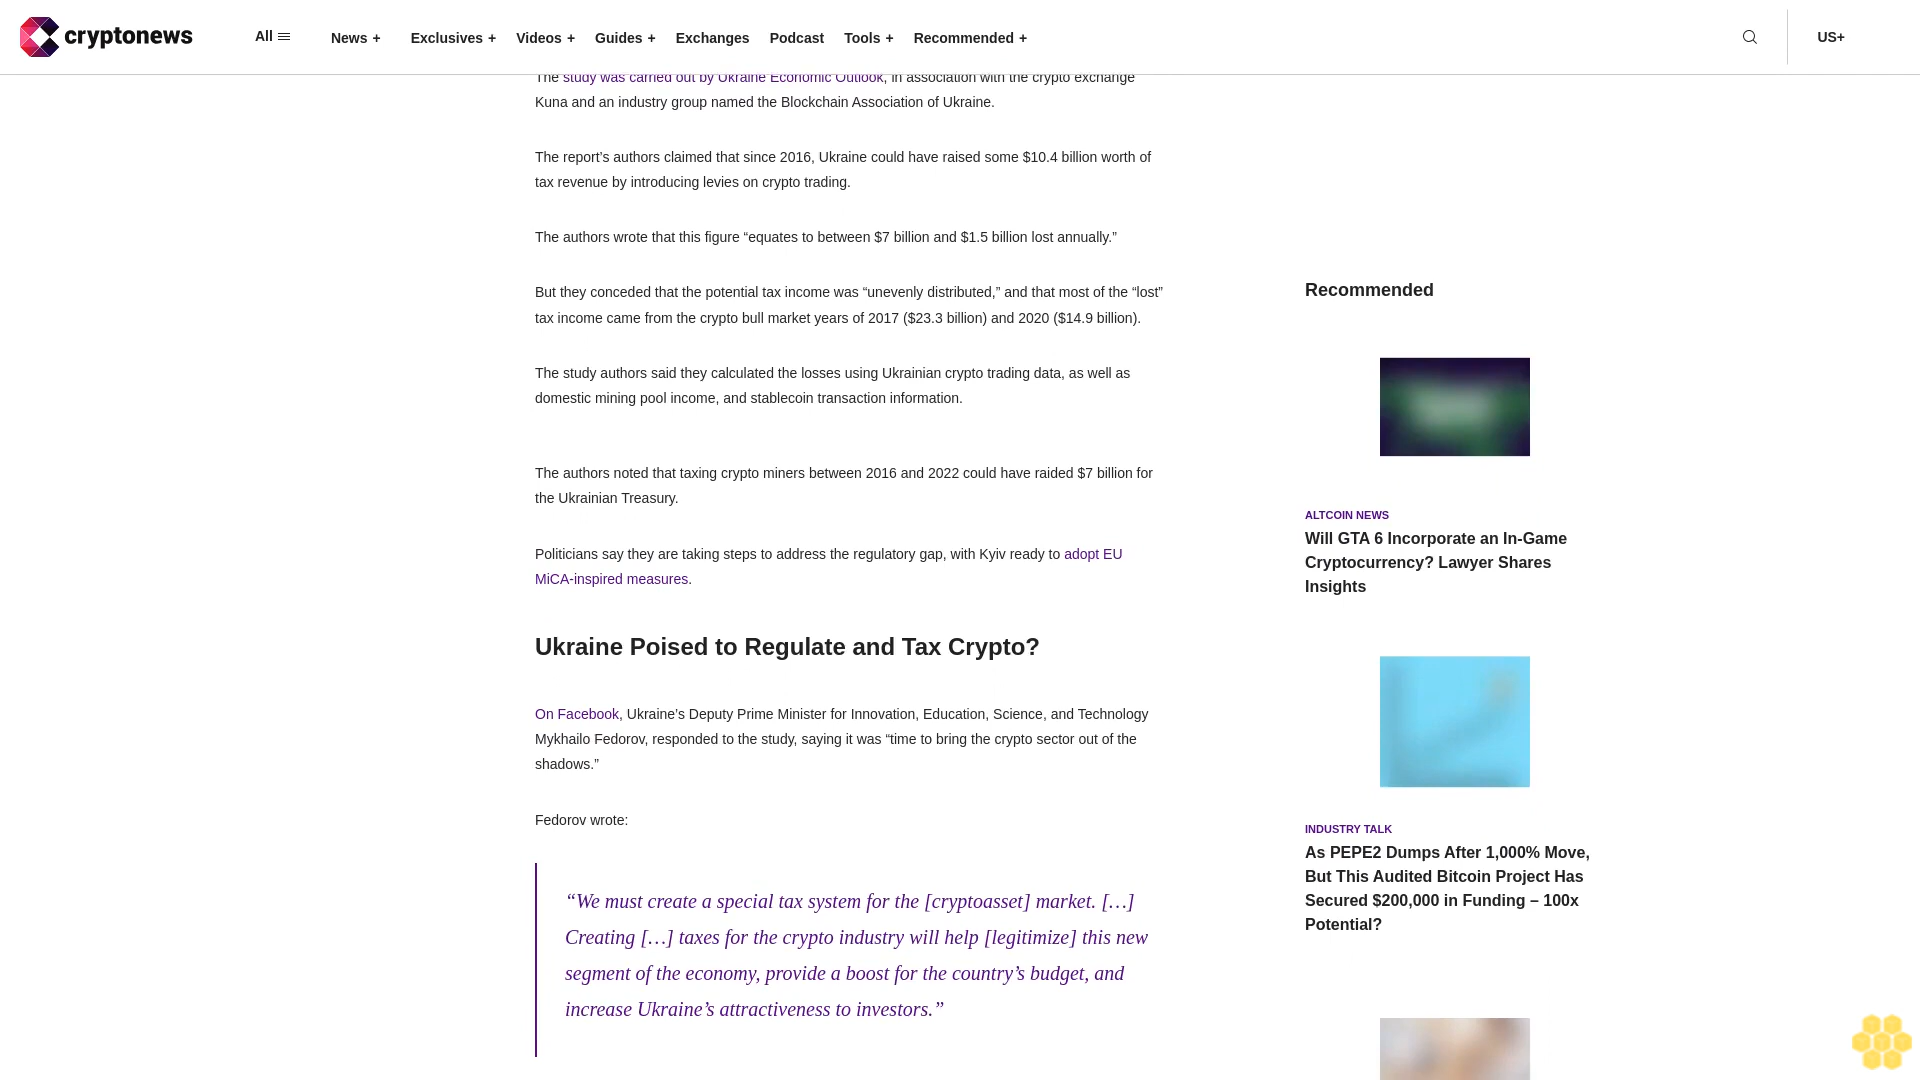 cryptonews
All
News +
Exclusives +
Videos +
Guides +
Exchanges
Podcast
Tools +
Recommended +
US+
The study was carried out by Ukraine Economic Outlook, in association with the crypto exchange
Kuna and an industry group named the Blockchain Association of Ukraine.
The report’s authors claimed that since 2016, Ukraine could have raised some $10.4 billion worth of
tax revenue by introducing levies on crypto trading.
The authors wrote that this figure “equates to between $7 billion and $1.5 billion lost annually.”
But they conceded that the potential tax income was “unevenly distributed,” and that most of the “lost”
tax income came from the crypto bull market years of 2017 ($23.3 billion) and 2020 ($14.9 billion).
The study authors said they calculated the losses using Ukrainian crypto trading data, as well as
domestic mining pool income, and stablecoin transaction information.
The authors noted that taxing crypto miners between 2016 and 2022 could have raided $7 billion for
the Ukrainian Treasury.
Politicians say they are taking steps to address the regulatory gap, with Kyiv ready to adopt EU
MiCA-inspired measures.
Ukraine Poised to Regulate and Tax Crypto?
On Facebook, Ukraine’s Deputy Prime Minister for Innovation, Education, Science, and Technology
Mykhailo Fedorov, responded to the study, saying it was “time to bring the crypto sector out of the
shadows.”
Fedorov wrote:
“We must create a special tax system for the [cryptoasset] market. […]
Creating […] taxes for the crypto industry will help [legitimize] this new
segment of the economy, provide a boost for the country’s budget, and
increase Ukraine’s attractiveness to investors.”
Recommended
ALTCOIN NEWS
Will GTA 6 Incorporate an In-Game
Cryptocurrency? Lawyer Shares
Insights
INDUSTRY TALK
As PEPE2 Dumps After 1,000% Move,
But This Audited Bitcoin Project Has
Secured $200,000 in Funding – 100x
Potential?